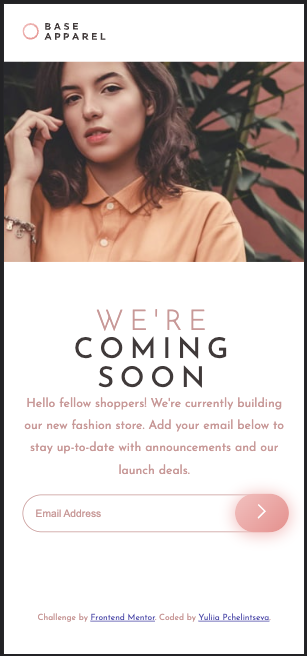 BASE
APPAREL
WE'RE
COMING
SOON
Hello fellow shoppers! We're currently building
our new fashion store. Add your email below to
stay up-to-date with announcements and our
launch deals.
Email Address
Challenge by Frontend Mentor. Coded by Yuliia Pchelintseva.